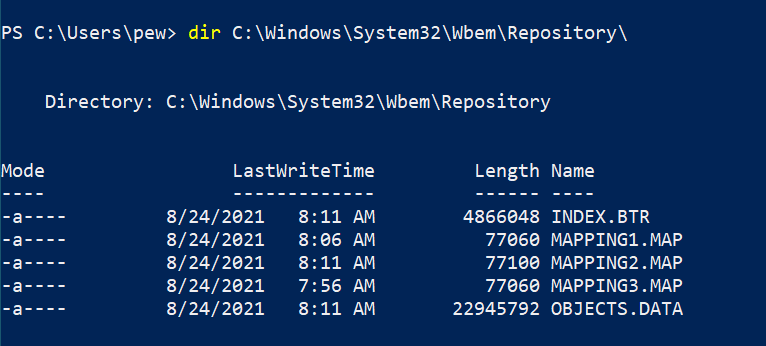 PS C:\Users\pew> dir C:\Windows\System32\Wbem\Repository\
Directory: C:\Windows\System32\Wbem\Repository
Mode LastWriteTime Length Name
---- ------------- ------ ----
-a---- 8/24/2021 8:11 AM 4866048 INDEX.BTR
-a---- 8/24/2021 8:06 AM 77060 MAPPING1.MAP
-a---- 8/24/2021 8:11 AM 77100 MAPPING2.MAP
-a---- 8/24/2021 7:56 AM 77060 MAPPING3.MAP
-a---- 8/24/2021 8:11 AM 22945792 OBJECTS.DATA